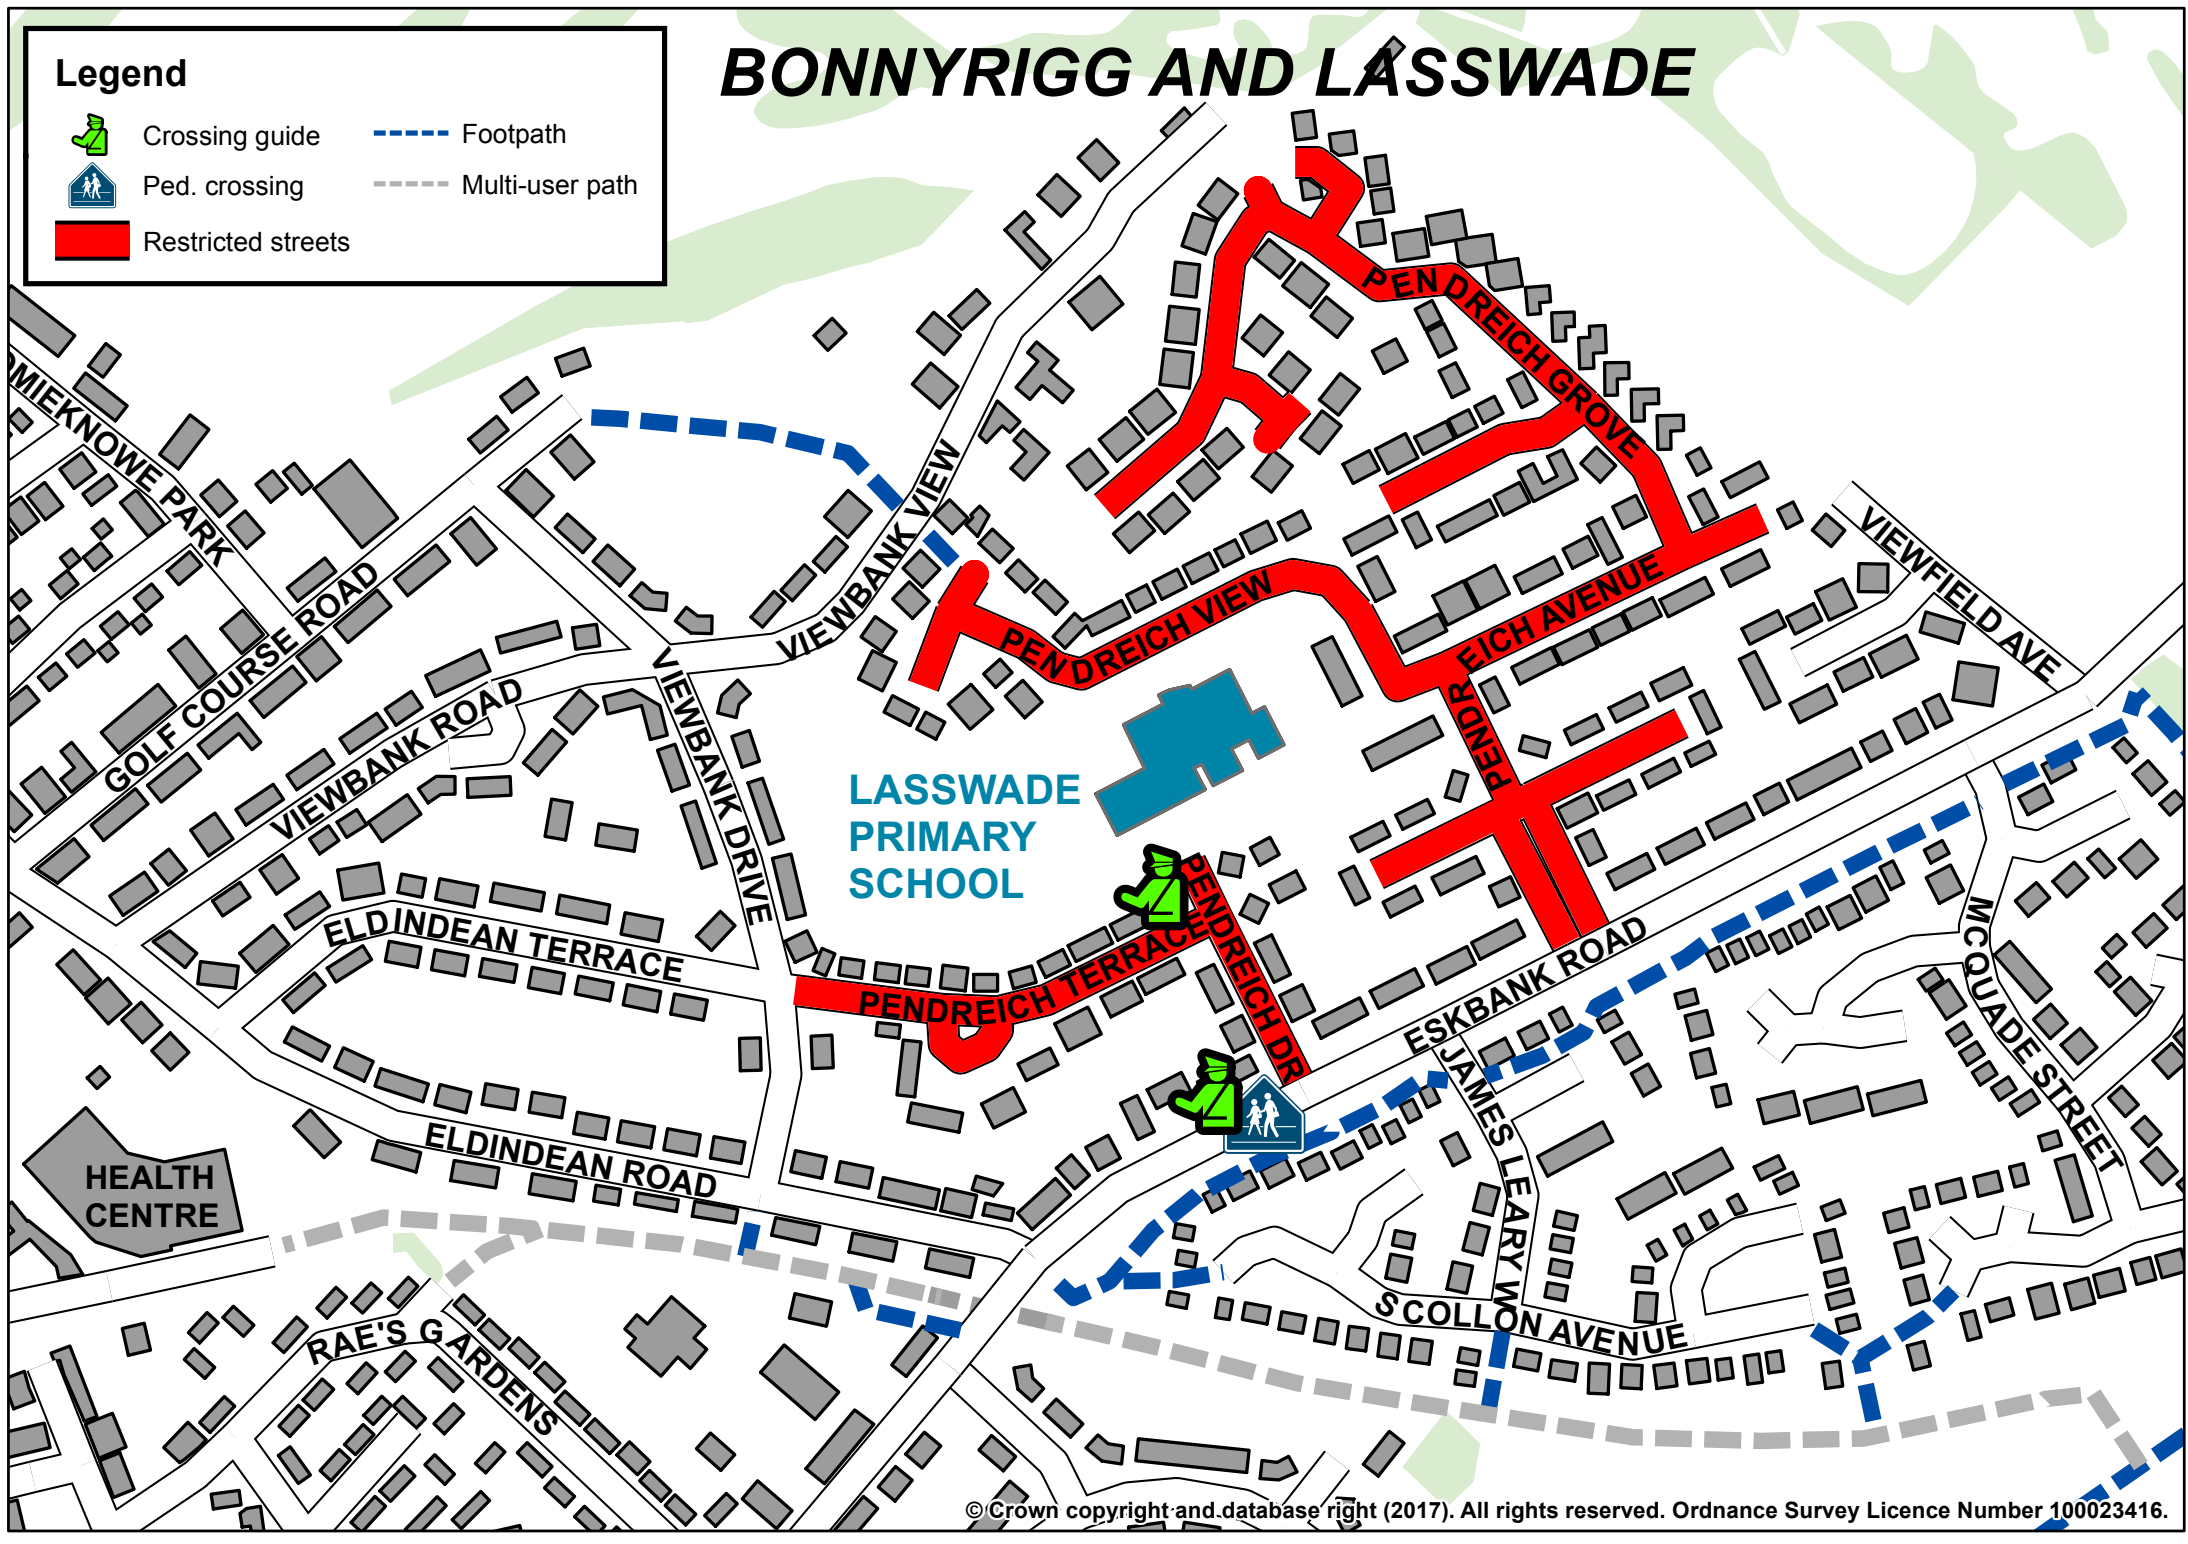 BONNYRIGG AND LASSWADE
Legend
Crossing guide
Footpath
Ped. crossing
Multi-user path
Restricted streets
PENDREICH GROVE
PARK
VIEWBANK VIEW
GOLF COURSE ROAD
VIEWFIELD AVE
PENDREICH VIEW
PENDREICH AVENUE
VIEWBANK ROAD
VIEWBANK DRIVE
LASSWADE
PRIMARY
SCHOOL
ELDINDEAN TERRACE
PENDREICH TERRACE
PENDREICH DR
ESKBANK ROAD
MCQUADE STREET
JAMES LEARY WAY
ELDINDEAN ROAD
HEALTH
CENTRE
SCOLLON AVENUE
RAE'S GARDENS
© Crown copyright and database right (2017). All rights reserved. Ordnance Survey Licence Number 100023416.